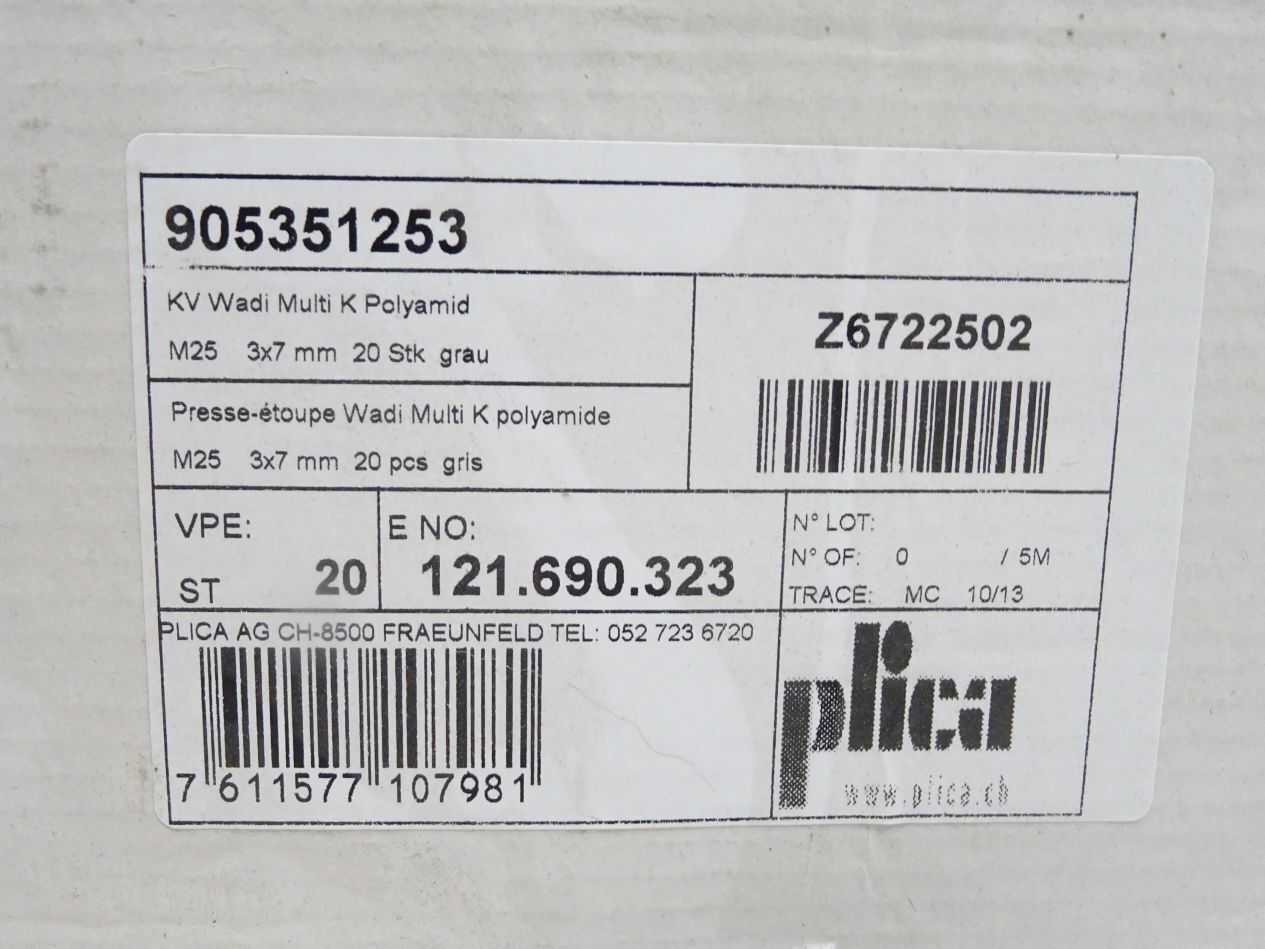 905351253
KV Wadi Multi K Polyamid
M25 3x7 mm 20 Stk grau
Presse-étoupe Wadi Multi K polyamide
M25 3x7 mm 20 pcs gris
Z6722502
VPE:
ST 20
E NO:
121.690.323
N° LOT:
N° OF: 0 / 5M
TRACE: MC 10/13
PLICA AG CH-8500 FRAEUNFELD TEL: 052 723 6720
7 611577 107981
plica
www.plica.ch